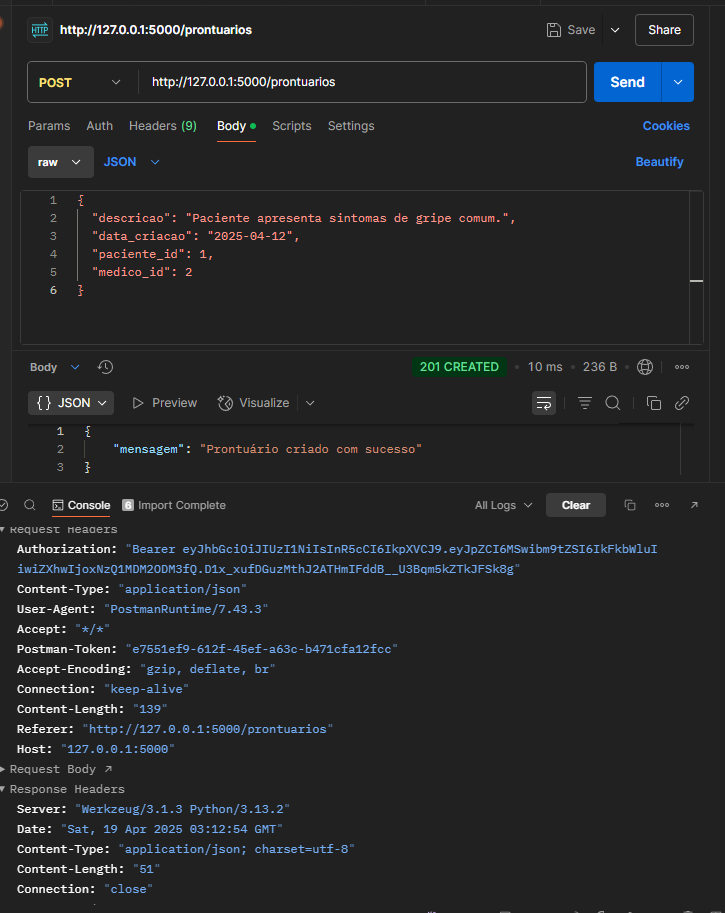 HTTP http://127.0.0.1:5000/prontuarios Save Share
POST http://127.0.0.1:5000/prontuarios Send
Params Auth Headers (9) Body Scripts Settings Cookies
raw JSON Beautify
1 {
2 "descricao": "Paciente apresenta sintomas de gripe comum.",
3 "data_criacao": "2025-04-12",
4 "paciente_id": 1,
5 "medico_id": 2
6 }
Body 201 CREATED • 10 ms • 236 B
{} JSON Preview Visualize
1 {
2 "mensagem": "Prontuário criado com sucesso"
3 }
Console 6 Import Complete All Logs Clear
Request Headers
Authorization: "Bearer eyJhbGciOiJIUzI1NiIsInR5cCI6IkpXVCJ9.eyJpZCI6MSwibm9tZSI6IkFkbWluI
iwiZXhwIjoxNzQ1MDM2ODM3fQ.D1x_xufDGuzMthJ2ATHmIFddB__U3Bqm5kZTkJFSk8g"
Content-Type: "application/json"
User-Agent: "PostmanRuntime/7.43.3"
Accept: "*/*"
Postman-Token: "e7551ef9-612f-45ef-a63c-b471cfa12fcc"
Accept-Encoding: "gzip, deflate, br"
Connection: "keep-alive"
Content-Length: "139"
Referer: "http://127.0.0.1:5000/prontuarios"
Host: "127.0.0.1:5000"
Request Body
Response Headers
Server: "Werkzeug/3.1.3 Python/3.13.2"
Date: "Sat, 19 Apr 2025 03:12:54 GMT"
Content-Type: "application/json; charset=utf-8"
Content-Length: "51"
Connection: "close"